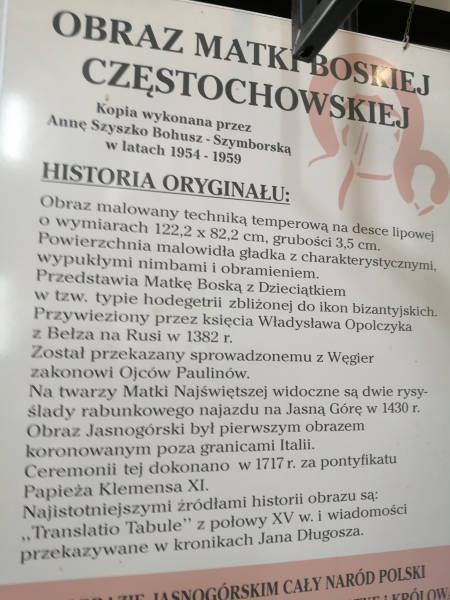 OBRAZ MATKI BOSKIEJ
CZĘSTOCHOWSKIEJ
Kopia wykonana przez
Annę Szyszko Bohusz - Szymborską
w latach 1954 - 1959
HISTORIA ORYGINAŁU:
Obraz malowany techniką temperową na desce lipowej
o wymiarach 122,2 x 82,2 cm, grubości 3,5 cm.
Powierzchnia malowidła gładka z charakterystycznymi,
wypukłymi nimbami i obramieniem.
Przedstawia Matkę Boską z Dzieciątkiem
w tzw. typie hodegetrii zbliżonej do ikon bizantyjskich.
Przywieziony przez księcia Władysława Opolczyka
z Bełza na Rusi w 1382 r.
Został przekazany sprowadzonemu z Węgier
zakonowi Ojców Paulinów.
Na twarzy Matki Najświętszej widoczne są dwie rysy-
ślady rabunkowego najazdu na Jasną Górę w 1430 r.
Obraz Jasnogórski był pierwszym obrazem
koronowanym poza granicami Italii.
Ceremonii tej dokonano w 1717 r. za pontyfikatu
Papieża Klemensa XI.
Najistotniejszymi źródłami historii obrazu są:
,,Translatio Tabule" z połowy XV w. i wiadomości
przekazywane w kronikach Jana Długosza.
JASNOGÓRSKIM CAŁY NARÓD POLSKI